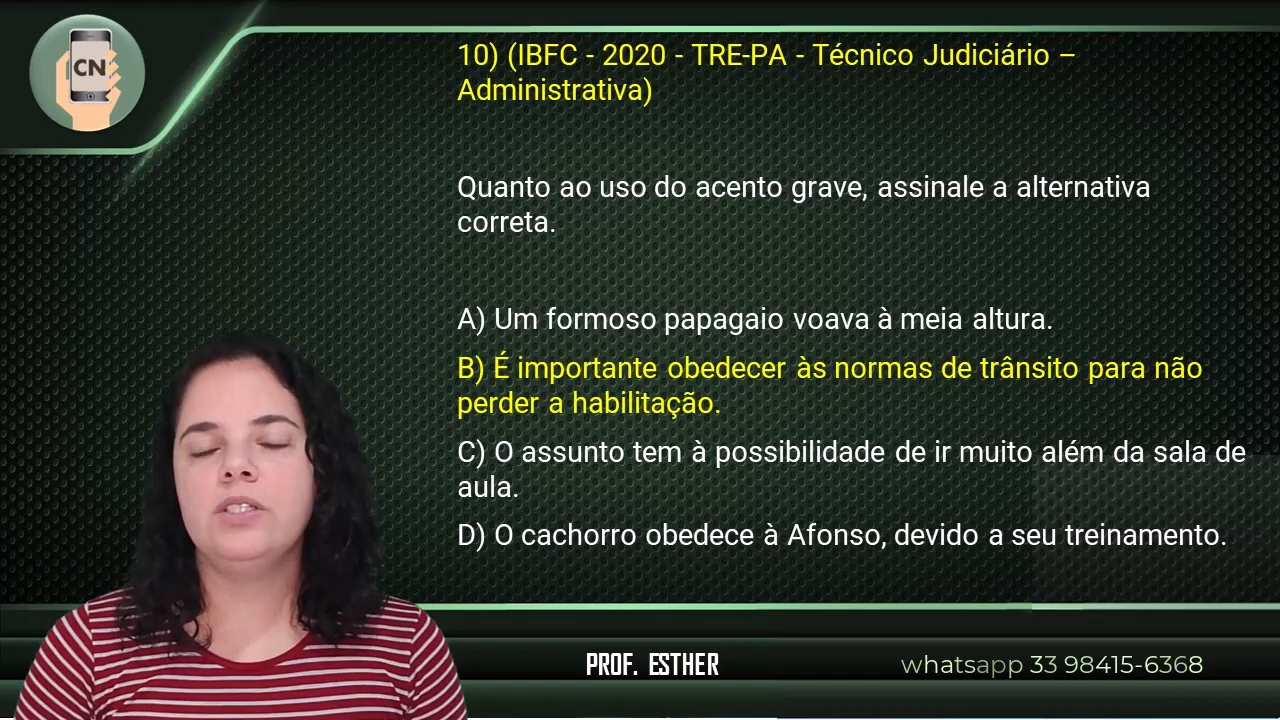 CN
10) (IBFC - 2020 - TRE-PA - Técnico Judiciário –
Administrativa)
Quanto ao uso do acento grave, assinale a alternativa
correta.
A) Um formoso papagaio voava à meia altura.
B) É importante obedecer às normas de trânsito para não
perder a habilitação.
C) O assunto tem à possibilidade de ir muito além da sala de
aula.
D) O cachorro obedece à Afonso, devido a seu treinamento.
PROF. ESTHER
whatsapp 33 98415-6368